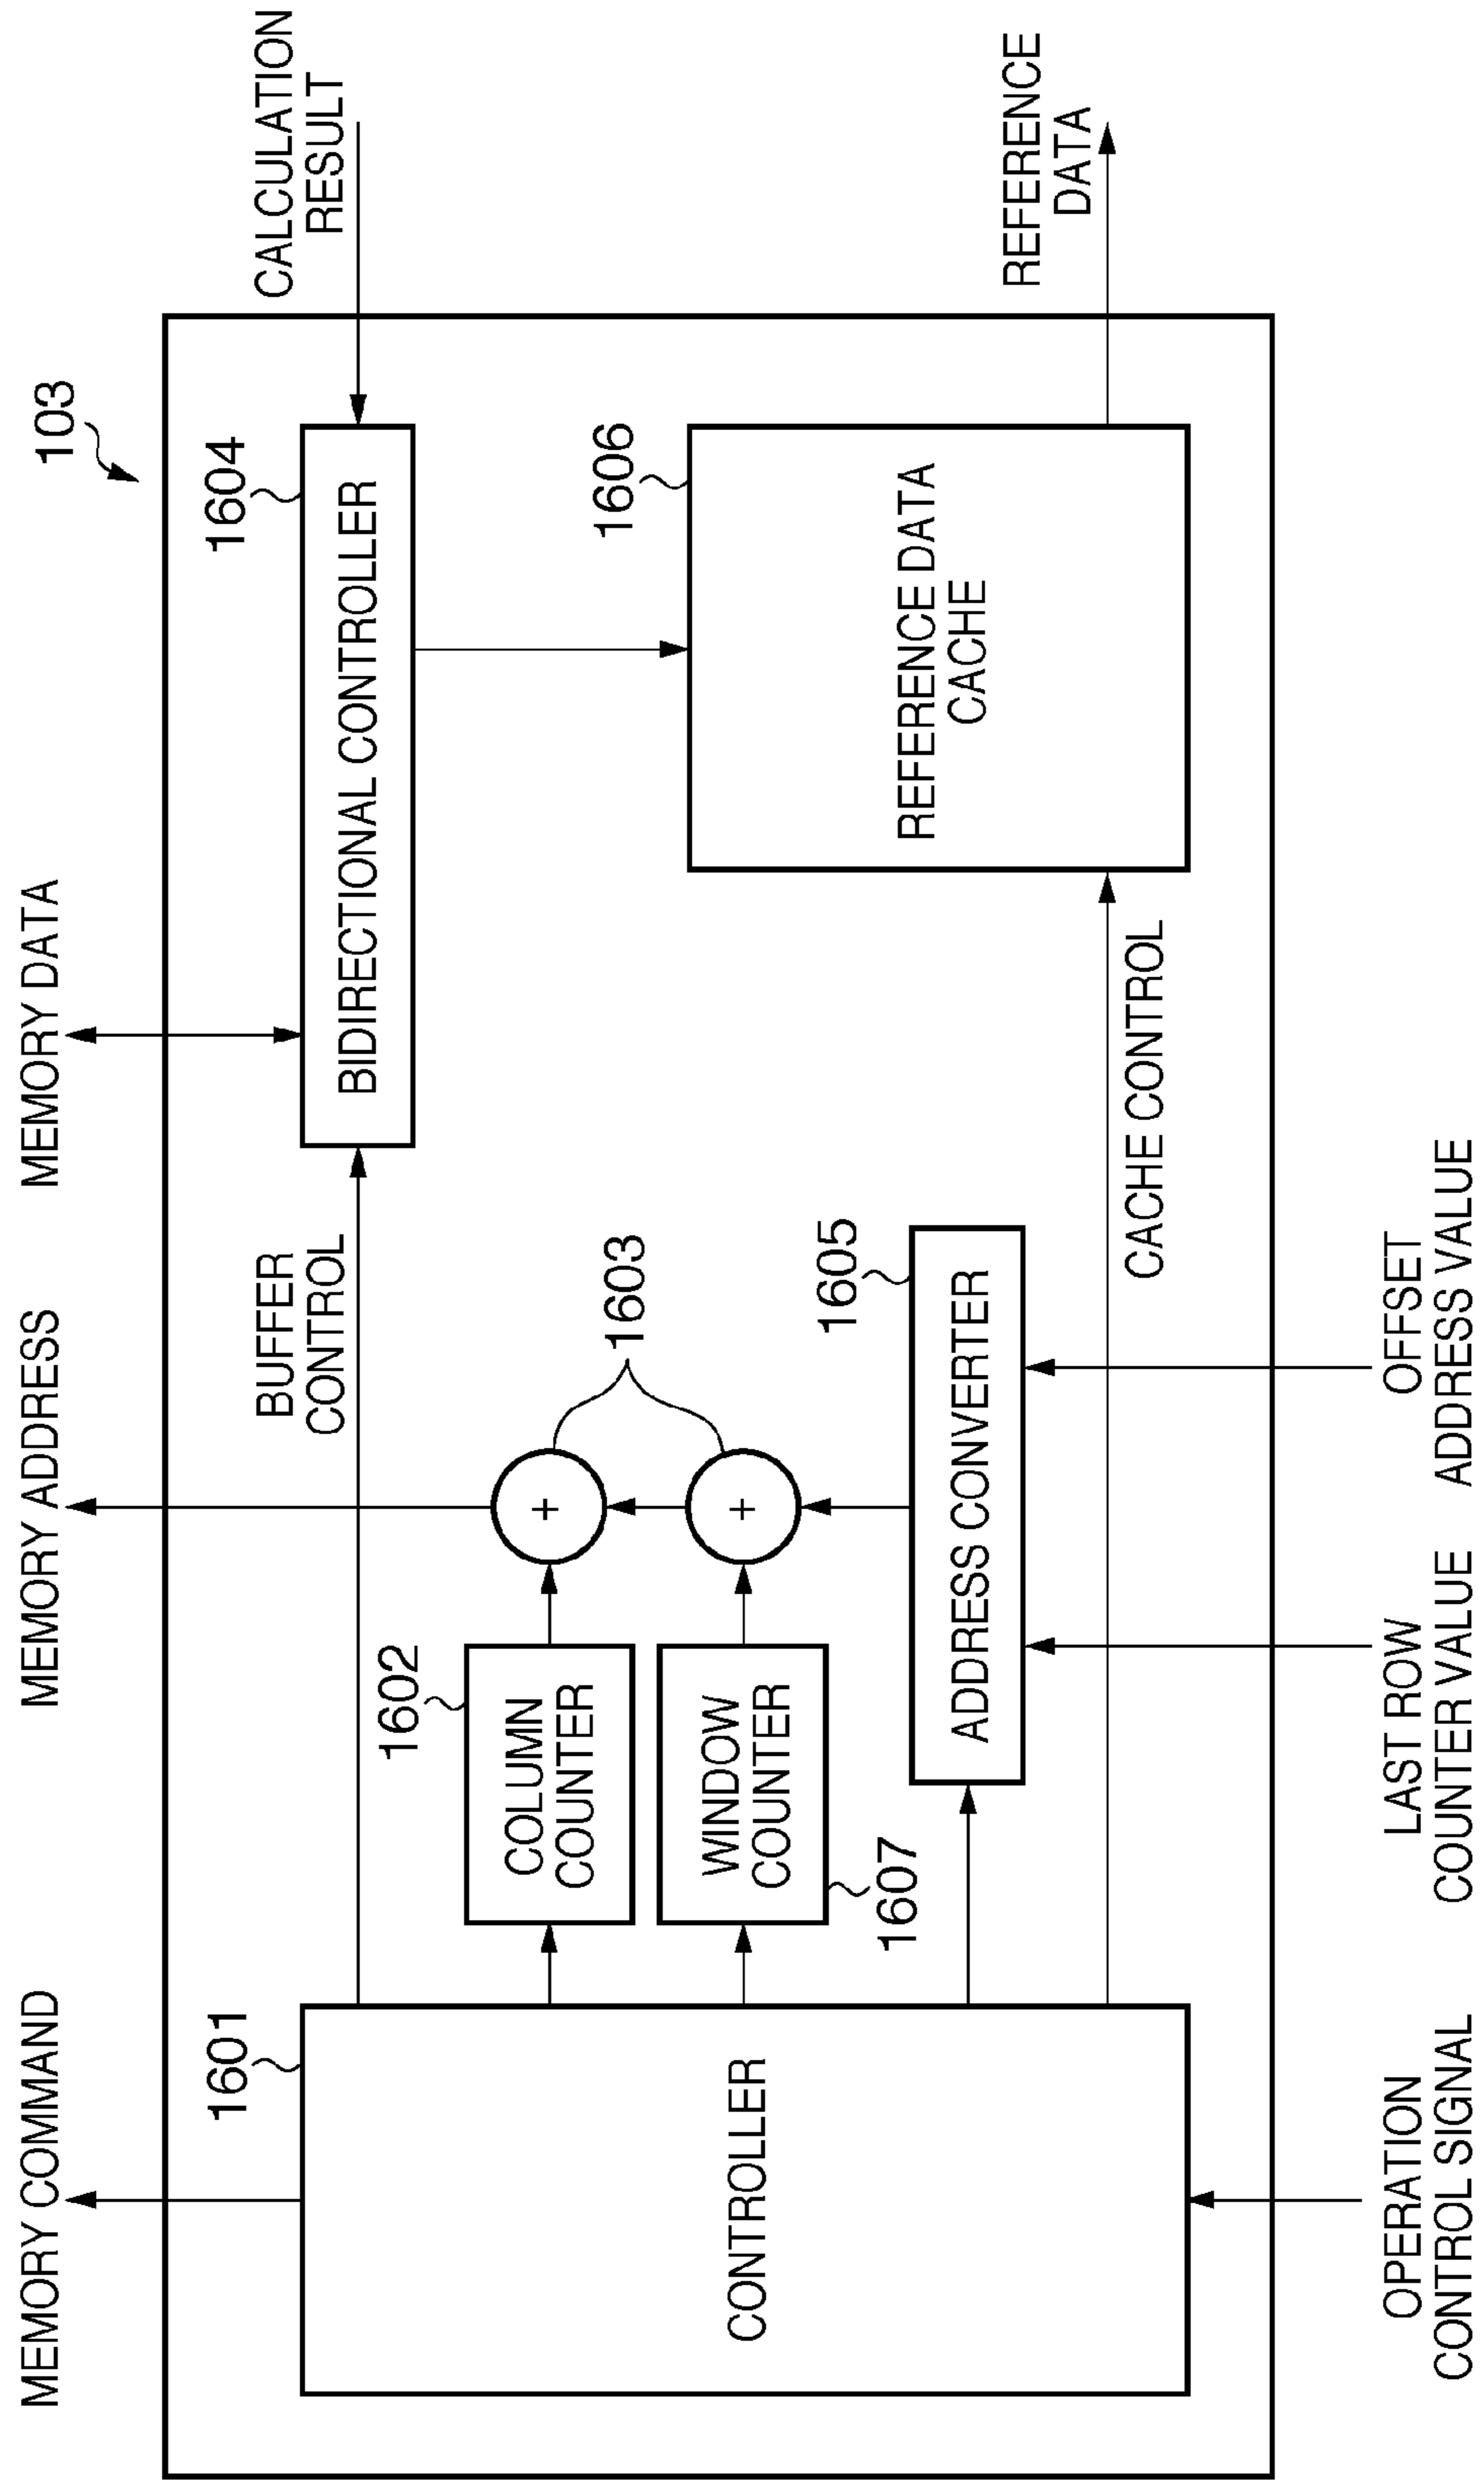 MEMORY COMMAND
MEMORY ADDRESS
MEMORY DATA
103
1601
BUFFER
CONTROL
1604
CALCULATION
RESULT
BIDIRECTIONAL CONTROLLER
1602
COLUMN
COUNTER
+
1603
WINDOW
COUNTER
+
1607
1606
CONTROLLER
1605
ADDRESS CONVERTER
REFERENCE DATA
CACHE
REFERENCE
DATA
CACHE CONTROL
OPERATION
CONTROL SIGNAL
LAST ROW
COUNTER VALUE
OFFSET
ADDRESS VALUE